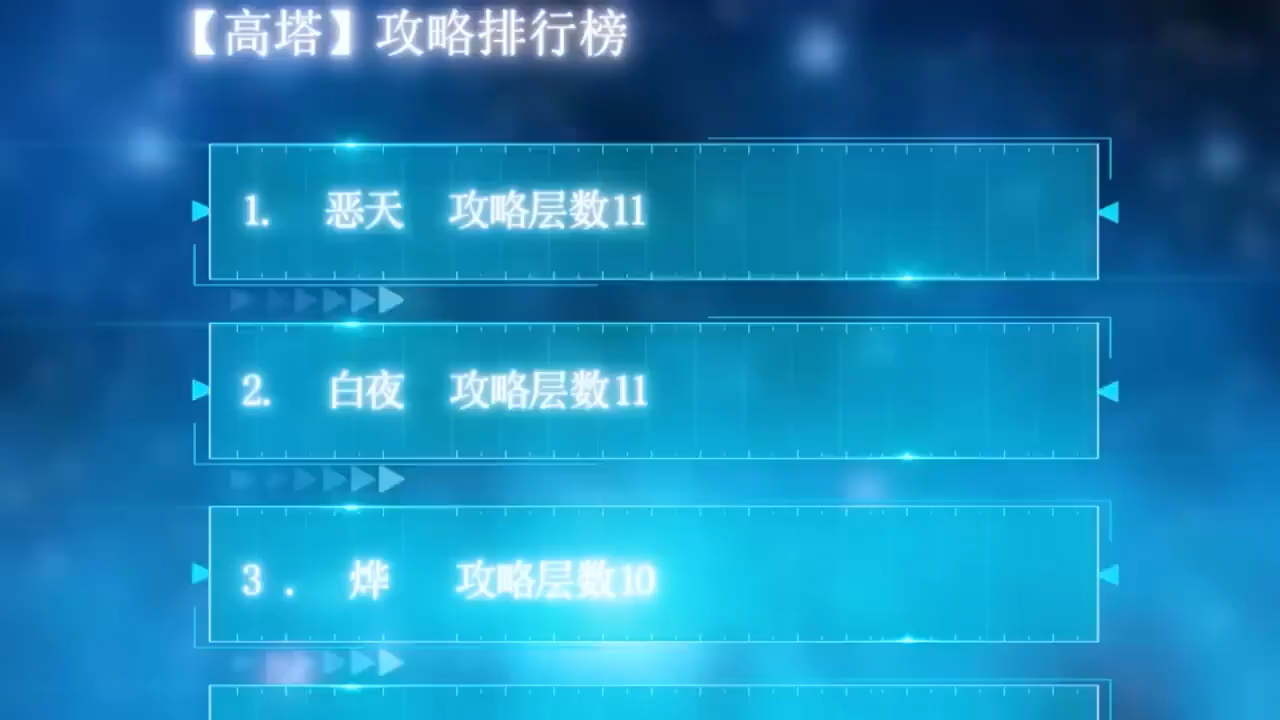 【高塔】攻略排行榜
1. 恶天 攻略层数11
2. 白夜 攻略层数11
3 . 烨 攻略层数10